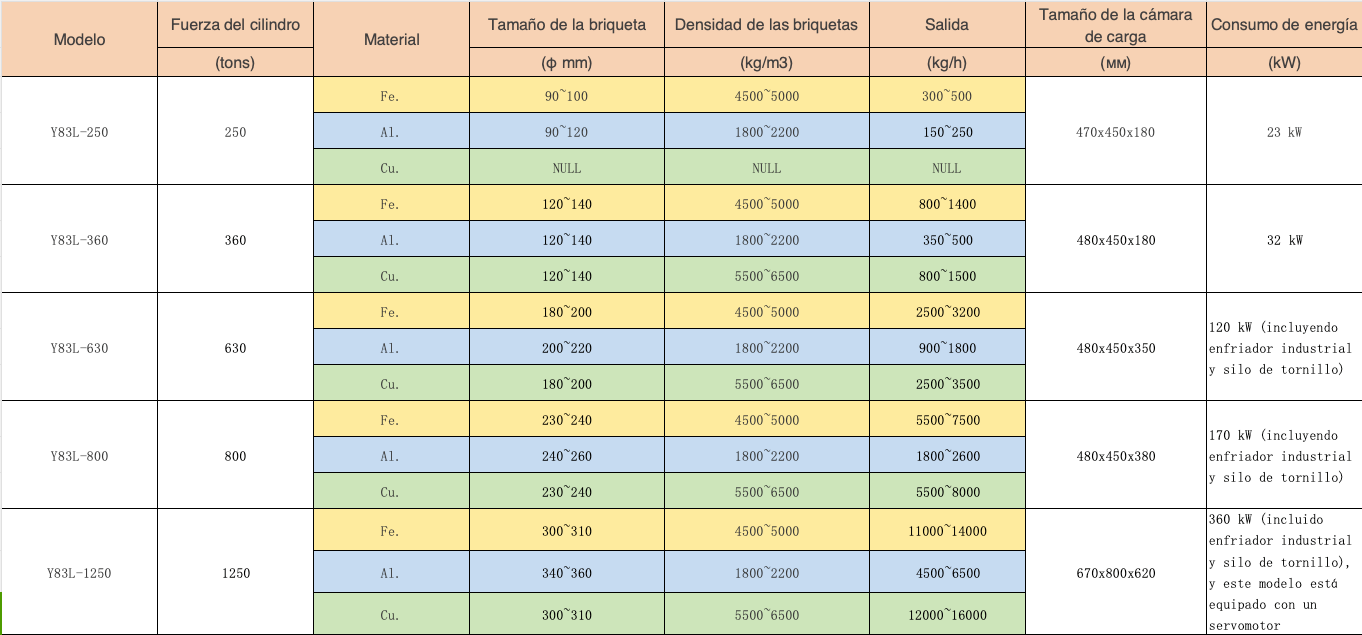 Modelo
Fuerza del cilindro
(tons)
Material
Tamaño de la briqueta
(φ mm)
Densidad de las briquetas
(kg/m3)
Salida
(kg/h)
Tamaño de la cámara
de carga
(мм)
Consumo de energía
(kW)
Y83L-250 250 Fe. 90~100 4500~5000 300~500 470x450x180 23 kW
Al. 90~120 1800~2200 150~250
Cu. NULL NULL NULL
Y83L-360 360 Fe. 120~140 4500~5000 800~1400 480x450x180 32 kW
Al. 120~140 1800~2200 350~500
Cu. 120~140 5500~6500 800~1500
Y83L-630 630 Fe. 180~200 4500~5000 2500~3200 480x450x350
Al. 200~220 1800~2200 900~1800
Cu. 180~200 5500~6500 2500~3500
120 kW (incluyendo
enfriador industrial
y silo de tornillo)
Y83L-800 800 Fe. 230~240 4500~5000 5500~7500 480x450x380
Al. 240~260 1800~2200 1800~2600
Cu. 230~240 5500~6500 5500~8000
170 kW (incluyendo
enfriador industrial
y silo de tornillo)
Y83L-1250 1250 Fe. 300~310 4500~5000 11000~14000 670x800x620
Al. 340~360 1800~2200 4500~6500
Cu. 300~310 5500~6500 12000~16000
360 kW (incluido
enfriador industrial
y silo de tornillo),
y este modelo está
equipado con un
servomotor